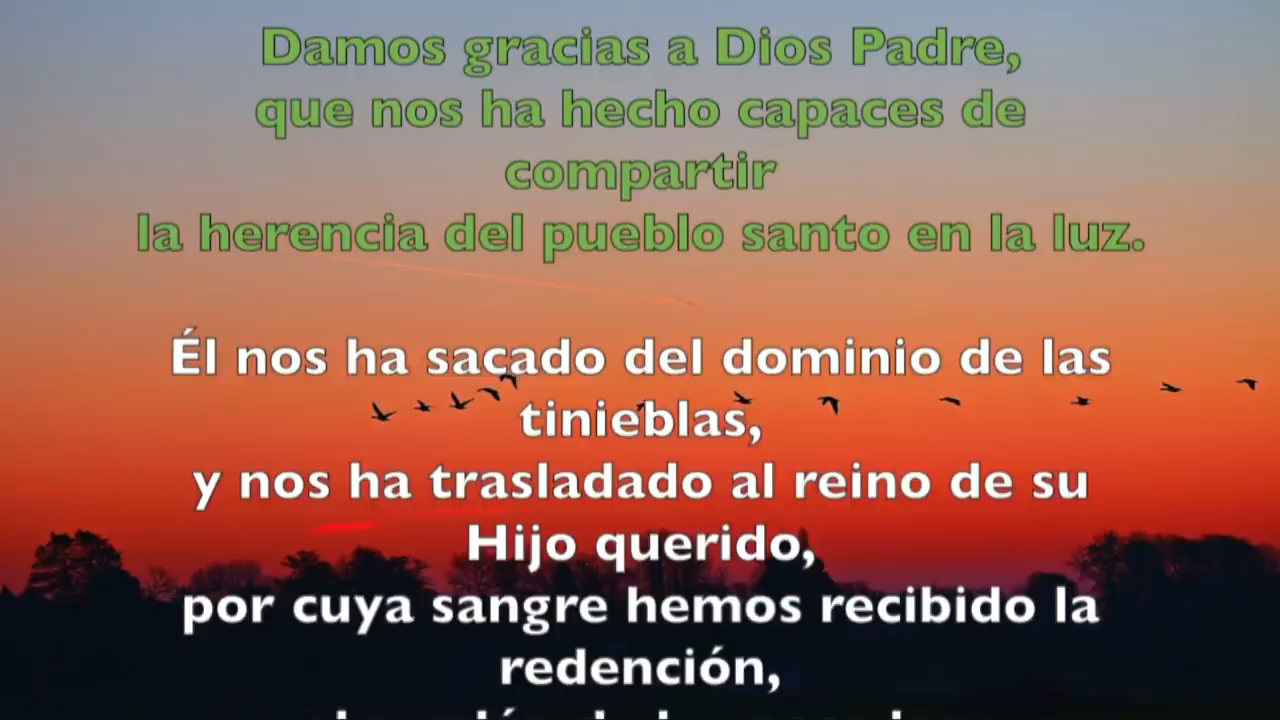 Damos gracias a Dios Padre,
que nos ha hecho capaces de
compartir
la herencia del pueblo santo en la luz.
Él nos ha sacado del dominio de las
tinieblas,
y nos ha trasladado al reino de su
Hijo querido,
por cuya sangre hemos recibido la
redención,